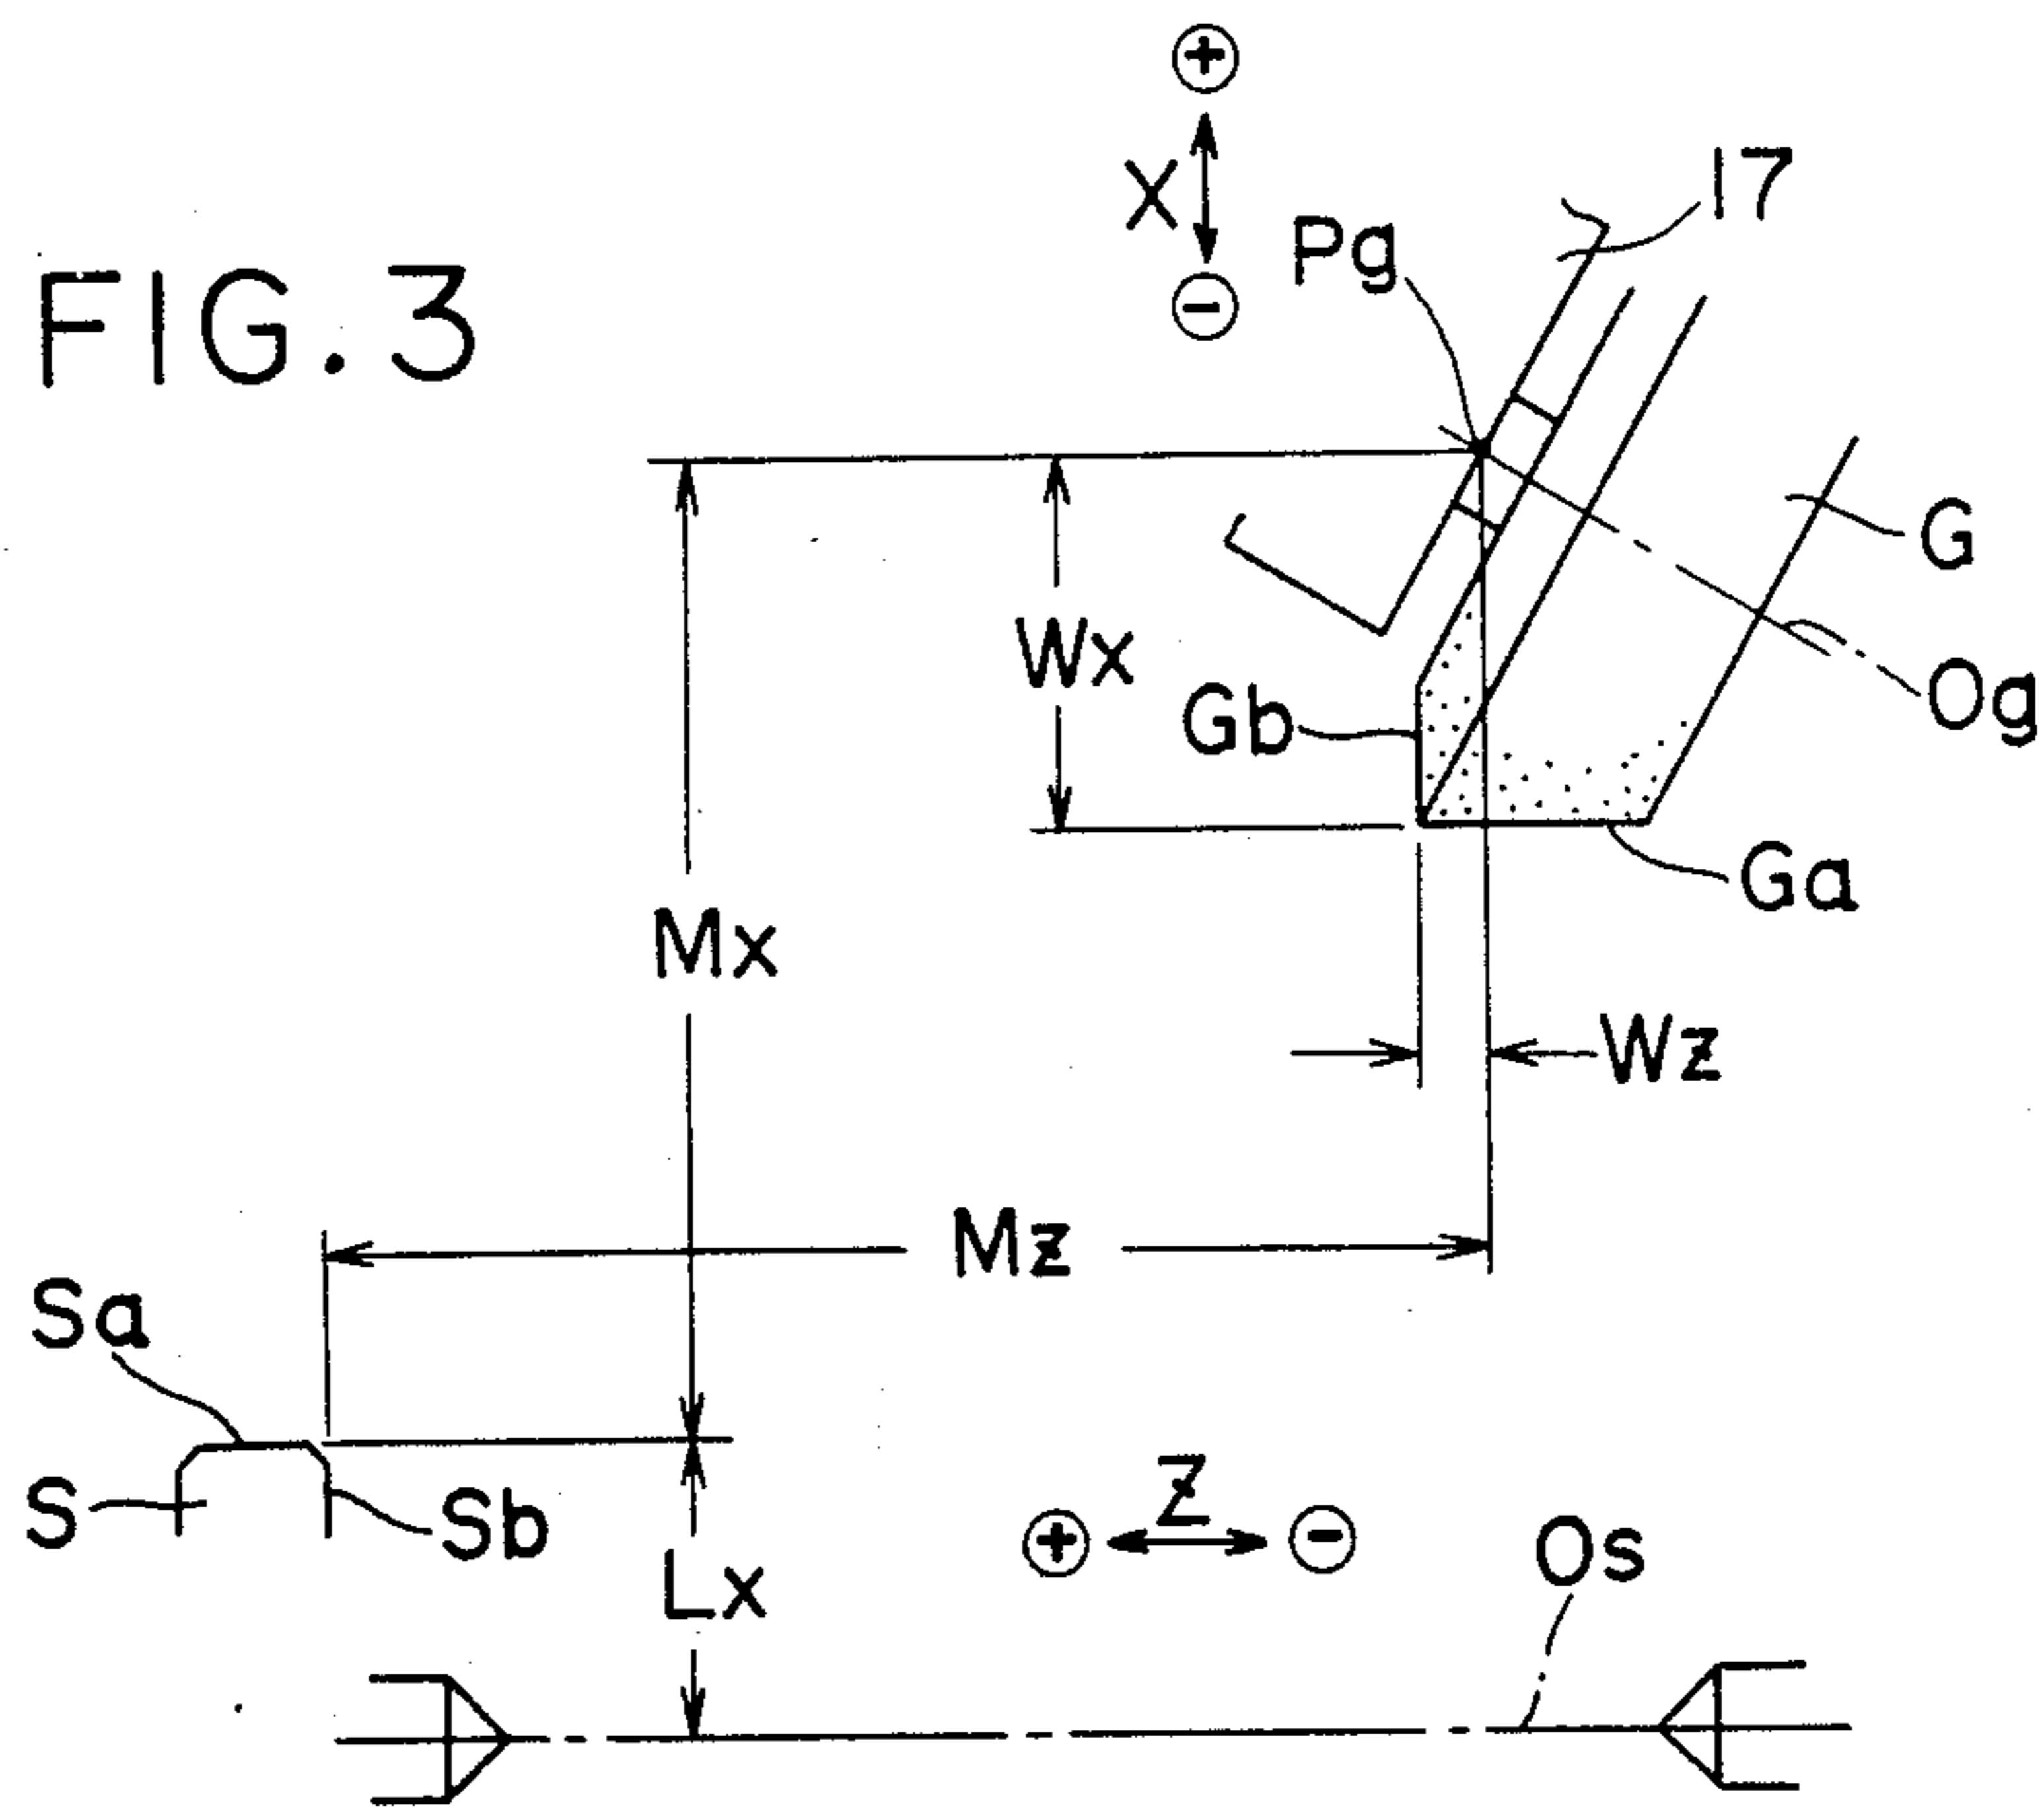 FIG.3
+
X
-
17
Pg
G
Wx
Og
Gb
Ga
Mx
Wz
Mz
Sa
S
Sb
Z
+
-
Os
Lx